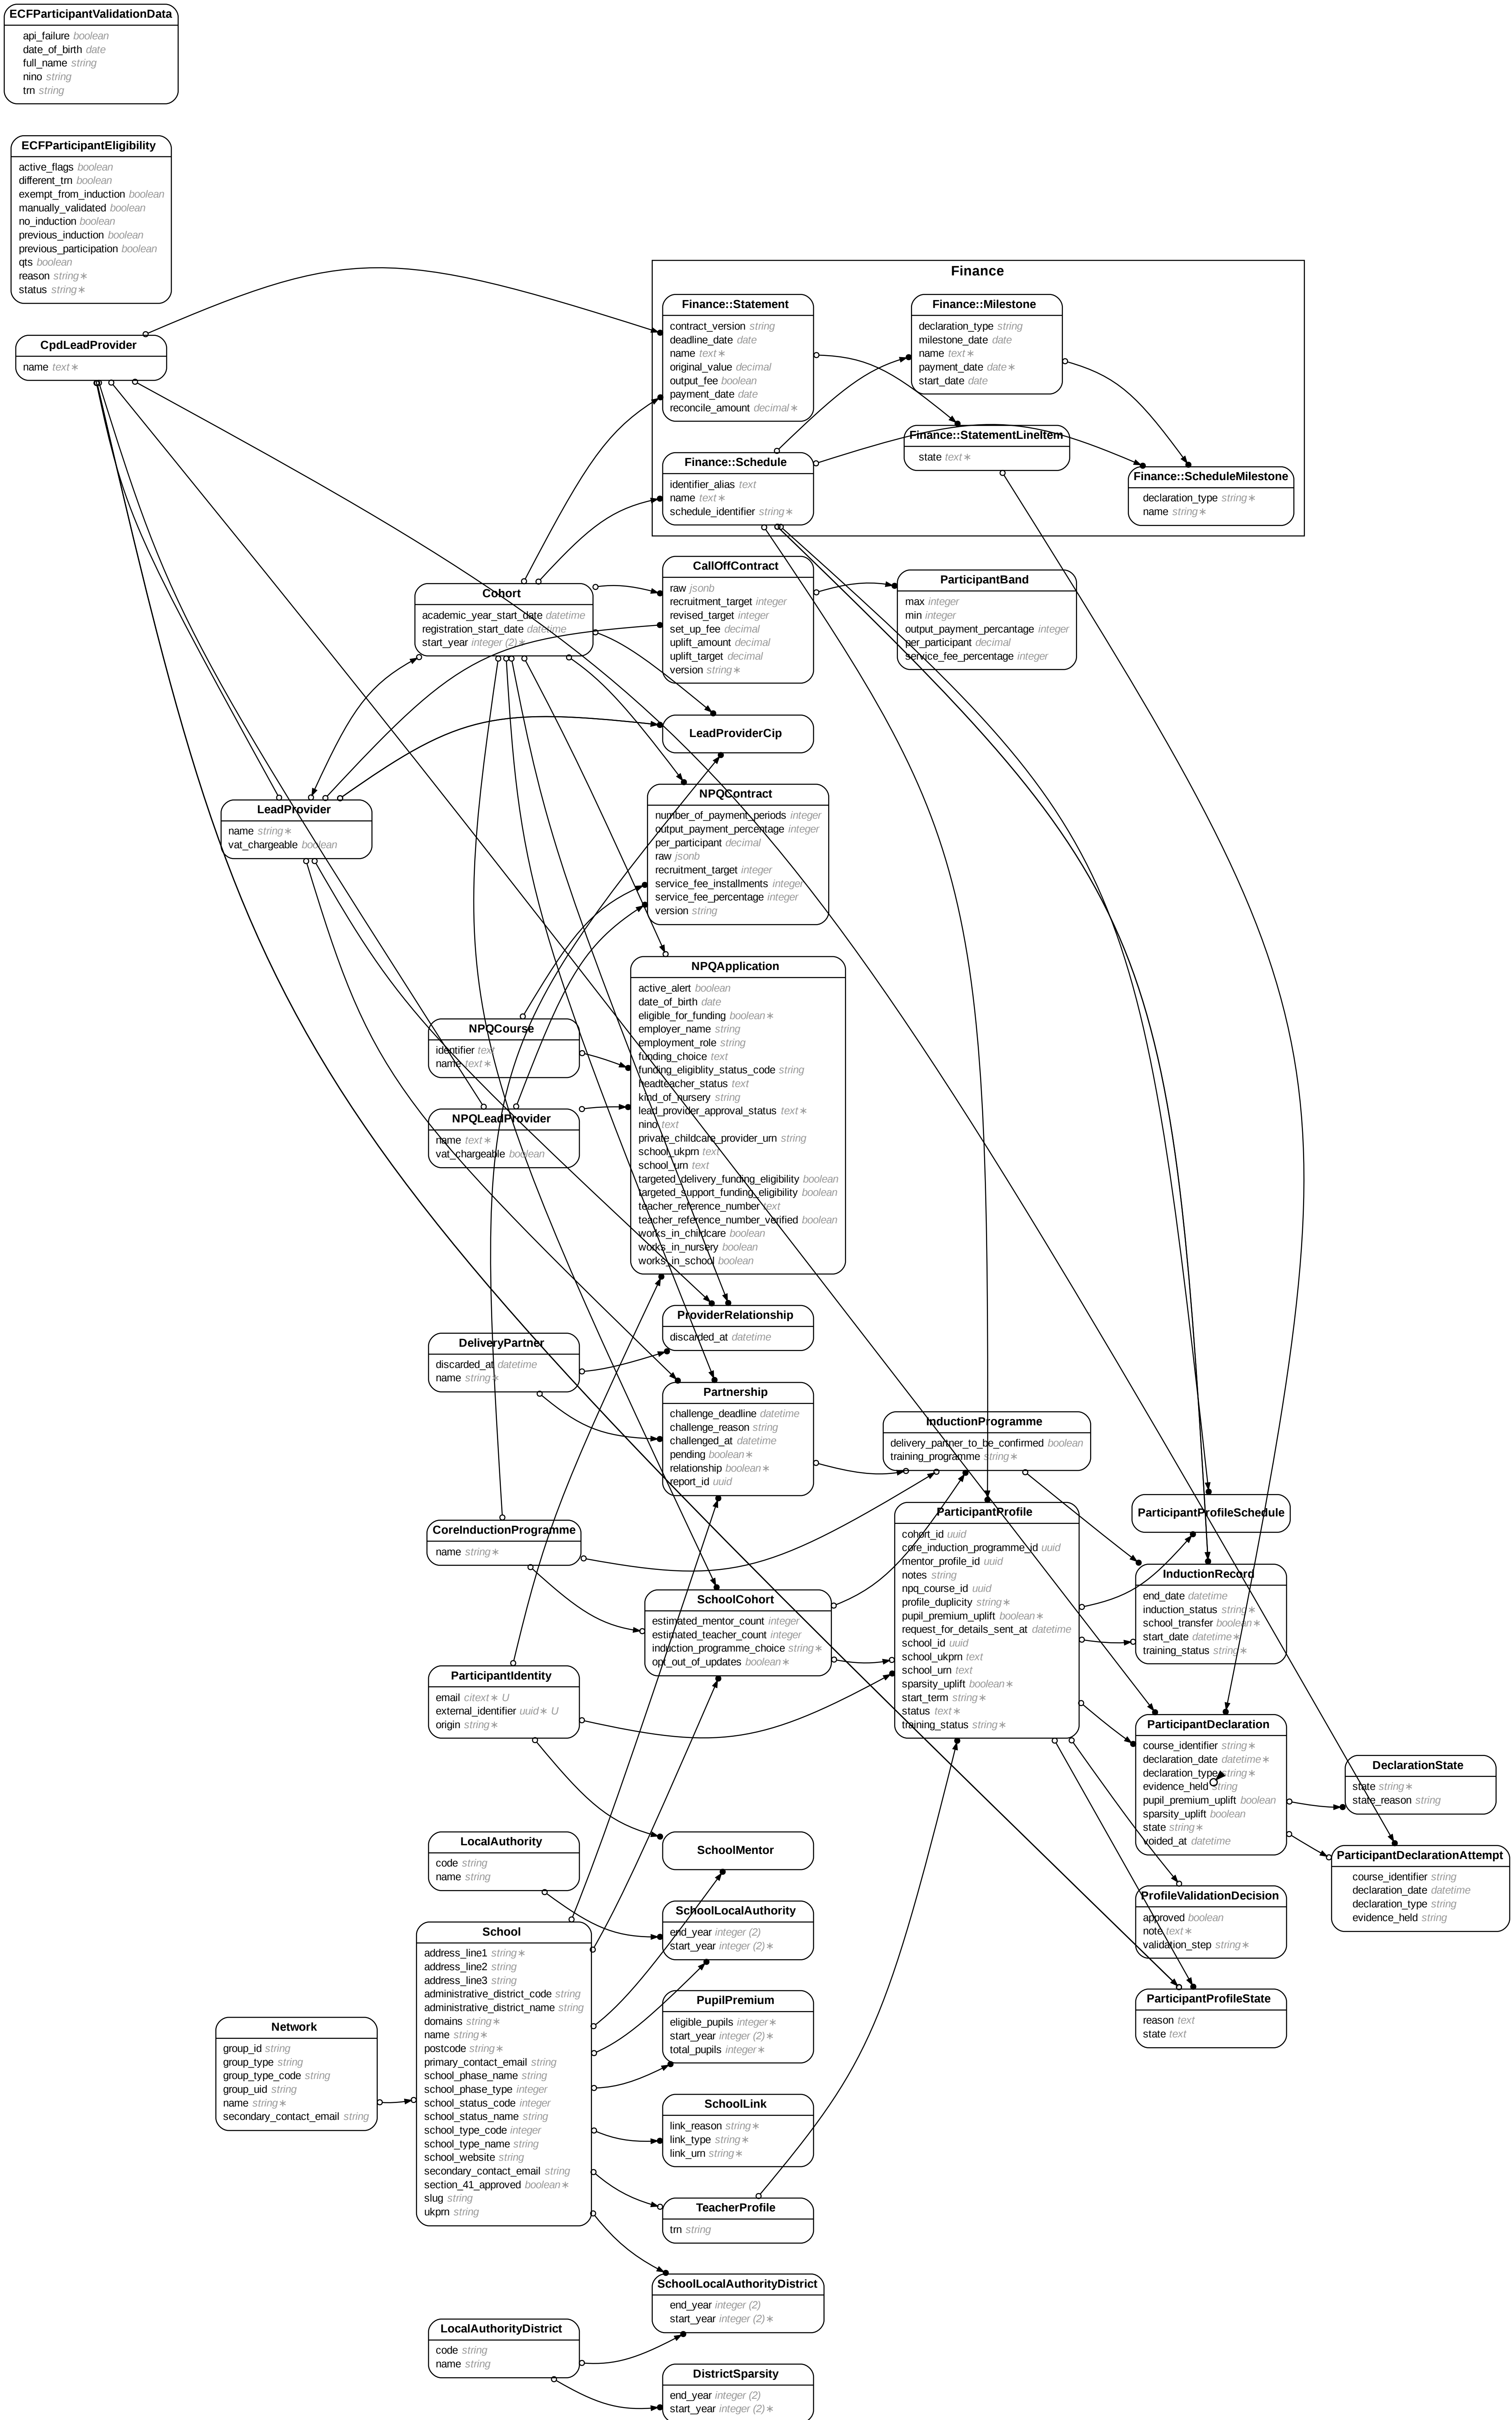 ECFParticipantValidationData
api_failure boolean
date_of_birth date
full_name string
nino string
trn string
ECFParticipantEligibility
active_flags boolean
different_trn boolean
exempt_from_induction boolean
manually_validated boolean
no_induction boolean
previous_induction boolean
previous_participation boolean
qts boolean
reason string∗
status string∗
CpdLeadProvider
name text∗
Finance
Finance::Statement
contract_version string
deadline_date date
name text∗
original_value decimal
output_fee boolean
payment_date date
reconcile_amount decimal∗
Finance::Milestone
declaration_type string
milestone_date date
name text∗
payment_date date∗
start_date date
Finance::StatementLineItem
state text∗
Finance::Schedule
identifier_alias text
name text∗
schedule_identifier string∗
Finance::ScheduleMilestone
declaration_type string∗
name string∗
Cohort
academic_year_start_date datetime
registration_start_date datetime
start_year integer (2)∗
CallOffContract
raw jsonb
recruitment_target integer
revised_target integer
set_up_fee decimal
uplift_amount decimal
uplift_target decimal
version string∗
ParticipantBand
max integer
min integer
output_payment_percantage integer
per_participant decimal
service_fee_percentage integer
LeadProviderCip
LeadProvider
name string∗
vat_chargeable boolean
NPQContract
number_of_payment_periods integer
output_payment_percentage integer
per_participant decimal
raw jsonb
recruitment_target integer
service_fee_installments integer
service_fee_percentage integer
version string
NPQApplication
active_alert boolean
date_of_birth date
eligible_for_funding boolean∗
employer_name string
employment_role string
funding_choice text
funding_eligiblity_status_code string
headteacher_status text
kind_of_nursery string
lead_provider_approval_status text∗
nino text
private_childcare_provider_urn string
school_ukprn text
school_urn text
targeted_delivery_funding_eligibility boolean
targeted_support_funding_eligibility boolean
teacher_reference_number text
teacher_reference_number_verified boolean
works_in_childcare boolean
works_in_nursery boolean
works_in_school boolean
NPQCourse
identifier text
name text∗
NPQLeadProvider
name text∗
vat_chargeable boolean
ProviderRelationship
discarded_at datetime
DeliveryPartner
discarded_at datetime
name string∗
Partnership
challenge_deadline datetime
challenge_reason string
challenged_at datetime
pending boolean∗
relationship boolean∗
report_id uuid
InductionProgramme
delivery_partner_to_be_confirmed boolean
training_programme string∗
ParticipantProfile
cohort_id uuid
core_induction_programme_id uuid
mentor_profile_id uuid
notes string
npq_course_id uuid
profile_duplicity string∗
pupil_premium_uplift boolean∗
request_for_details_sent_at datetime
school_id uuid
school_ukprn text
school_urn text
sparsity_uplift boolean∗
start_term string∗
status text∗
training_status string∗
ParticipantProfileSchedule
InductionRecord
end_date datetime
induction_status string∗
school_transfer boolean∗
start_date datetime∗
training_status string∗
CoreInductionProgramme
name string∗
SchoolCohort
estimated_mentor_count integer
estimated_teacher_count integer
induction_programme_choice string∗
opt_out_of_updates boolean∗
ParticipantIdentity
email citext∗ U
external_identifier uuid∗ U
origin string∗
ParticipantDeclaration
course_identifier string∗
declaration_date datetime∗
declaration_type string∗
evidence_held string
pupil_premium_uplift boolean
sparsity_uplift boolean
state string∗
voided_at datetime
DeclarationState
state string∗
state_reason string
ParticipantDeclarationAttempt
course_identifier string
declaration_date datetime
declaration_type string
evidence_held string
LocalAuthority
code string
name string
SchoolMentor
SchoolLocalAuthority
end_year integer (2)
start_year integer (2)∗
ProfileValidationDecision
approved boolean
note text∗
validation_step string∗
School
address_line1 string∗
address_line2 string
address_line3 string
administrative_district_code string
administrative_district_name string
domains string∗
name string∗
postcode string∗
primary_contact_email string
school_phase_name string
school_phase_type integer
school_status_code integer
school_status_name string
school_type_code integer
school_type_name string
school_website string
secondary_contact_email string
section_41_approved boolean∗
slug string
ukprn string
PupilPremium
eligible_pupils integer∗
start_year integer (2)∗
total_pupils integer∗
ParticipantProfileState
reason text
state text
Network
group_id string
group_type string
group_type_code string
group_uid string
name string∗
secondary_contact_email string
SchoolLink
link_reason string∗
link_type string∗
link_urn string∗
TeacherProfile
trn string
SchoolLocalAuthorityDistrict
end_year integer (2)
start_year integer (2)∗
LocalAuthorityDistrict
code string
name string
DistrictSparsity
end_year integer (2)
start_year integer (2)∗